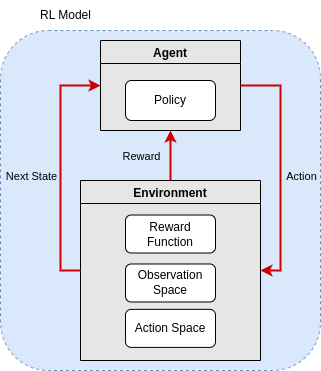 RL Model
Agent
Policy
Reward
Next State
Action
Environment
Reward
Function
Observation
Space
Action Space